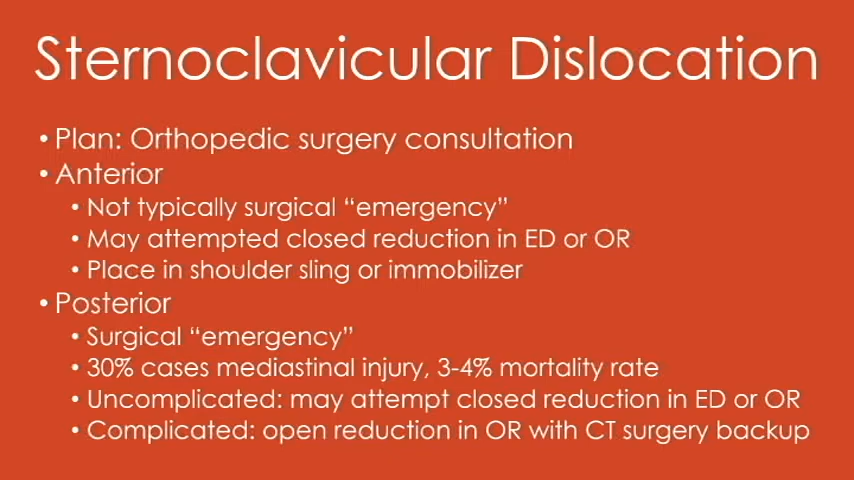 Sternoclavicular Dislocation
• Plan: Orthopedic surgery consultation
• Anterior
• Not typically surgical “emergency”
• May attempted closed reduction in ED or OR
• Place in shoulder sling or immobilizer
• Posterior
• Surgical “emergency”
• 30% cases mediastinal injury, 3-4% mortality rate
• Uncomplicated: may attempt closed reduction in ED or OR
• Complicated: open reduction in OR with CT surgery backup